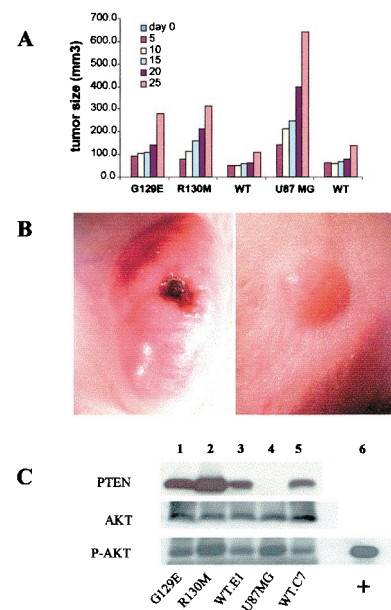 A
tumor size (mm3)
700.0
600.0
500.0
400.0
300.0
200.0
100.0
0.0
day 0
5
10
15
20
25
G129E R130M WT U87 MG WT
B
C
1 2 3 4 5 6
PTEN
AKT
P-AKT
G129E R130M WT.E1 U87MG WT.C7 +